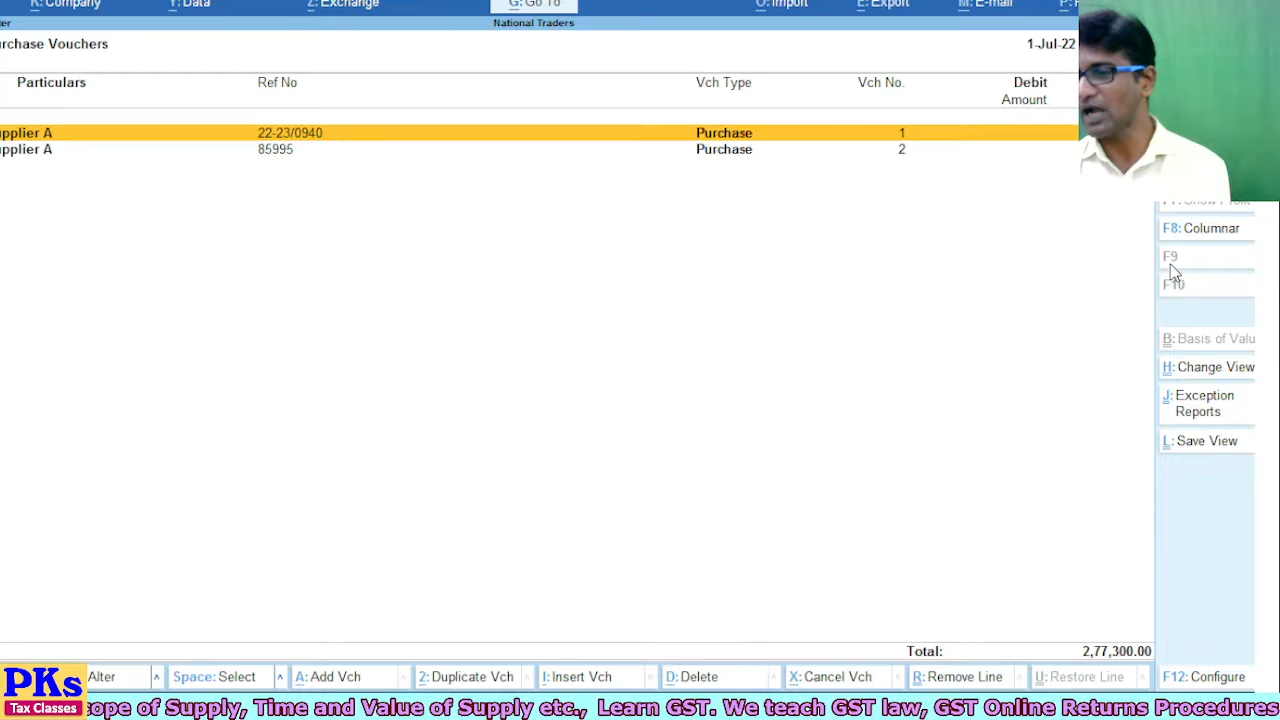 K: Company Y: Data Z: Exchange G: Go To O: Import E: Export M: E-mail
National Traders
rchase Vouchers 1-Jul-22
Particulars Ref No Vch Type Vch No. Debit
Amount
pplier A 22-23/0940 Purchase 1
pplier A 85995 Purchase 2
F8: Columnar
F9
F10
B: Basis of Valu
H: Change View
J: Exception
Reports
L: Save View
Total: 2,77,300.00
Alter Space: Select A: Add Vch 2: Duplicate Vch I: Insert Vch D: Delete X: Cancel Vch R: Remove Line U: Restore Line F12: Configure
PKs
Tax Classes
cope of Supply, Time and Value of Supply etc., Learn GST. We teach GST law, GST Online Returns Procedures